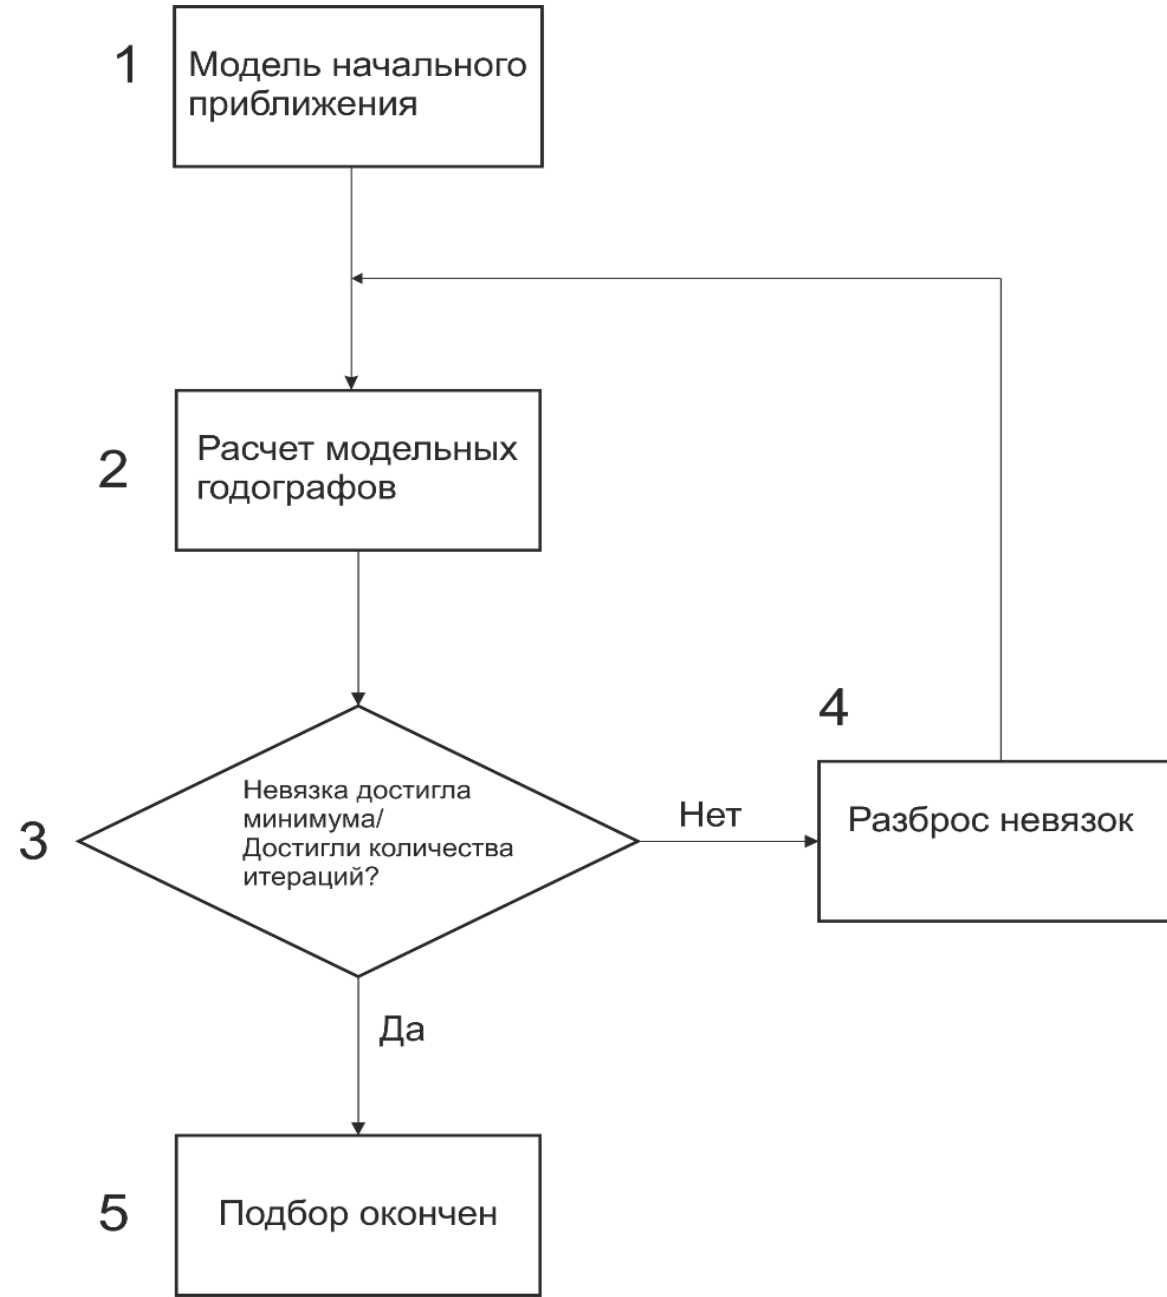 1
Модель начального
приближения
2
Расчет модельных
годографов
3
Невязка достигла
минимума/
Достигли количества
итераций?
Нет
4
Разброс невязок
Да
5
Подбор окончен